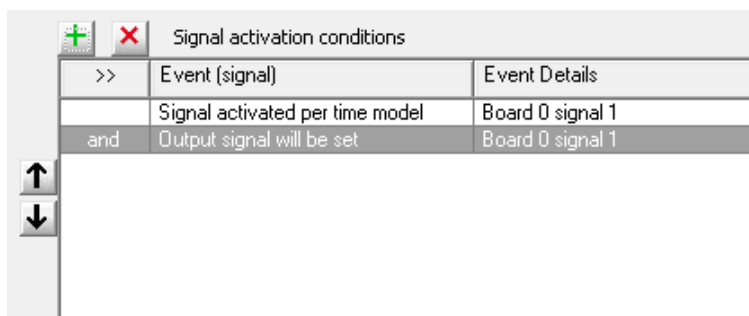 Signal activation conditions
>> Event (signal) Event Details
Signal activated per time model Board 0 signal 1
and Output signal will be set Board 0 signal 1